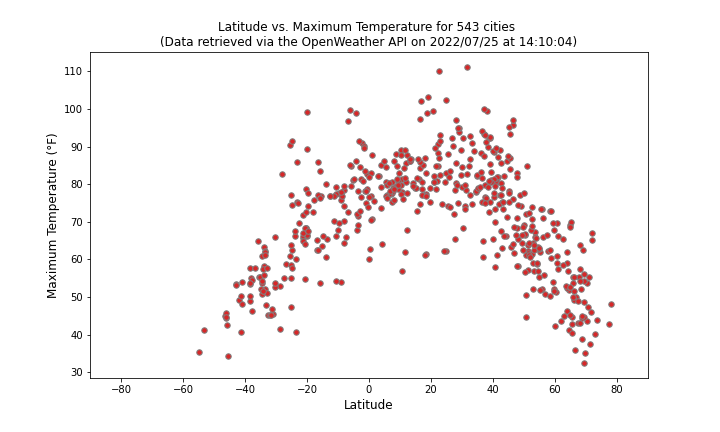 Latitude vs. Maximum Temperature for 543 cities
(Data retrieved via the OpenWeather API on 2022/07/25 at 14:10:04)
Maximum Temperature (°F)
110
100
90
80
70
60
50
40
30
−80 −60 −40 −20 0 20 40 60 80
Latitude